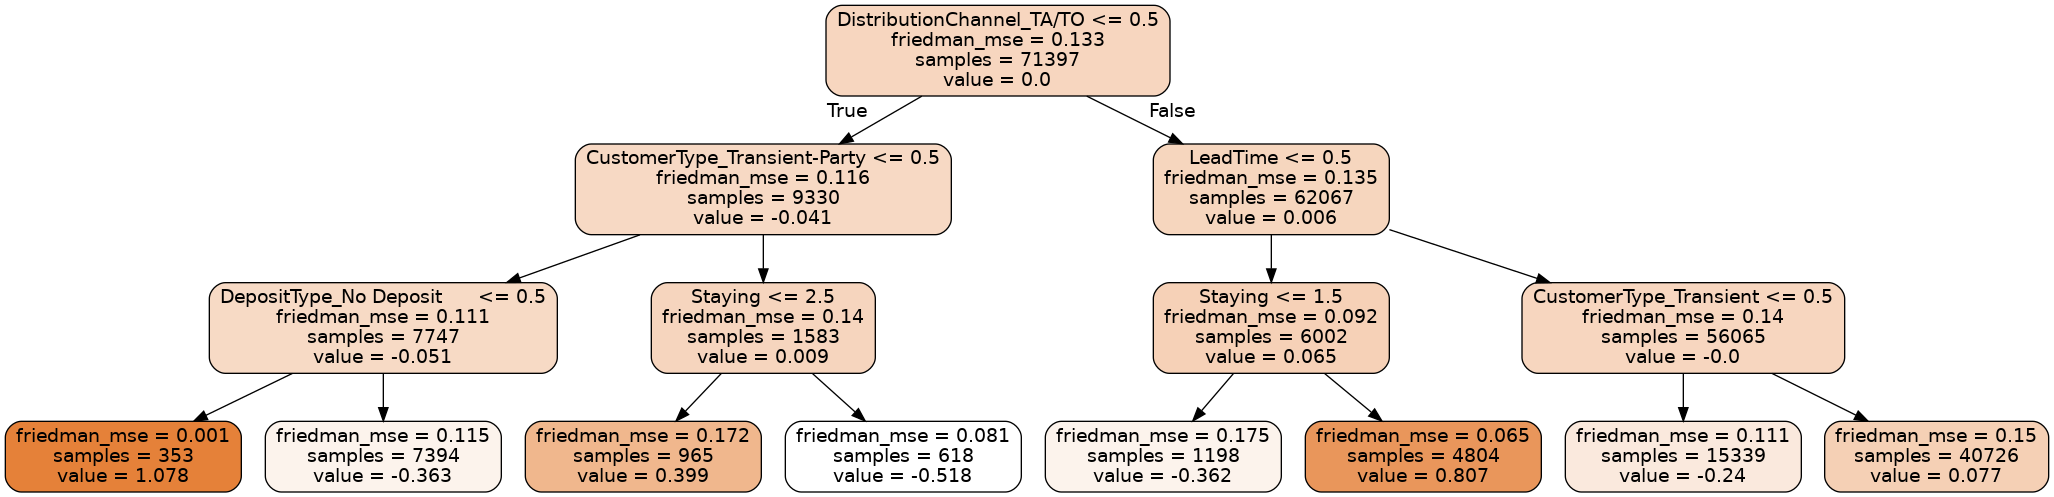 DistributionChannel_TA/TO <= 0.5
friedman_mse = 0.133
samples = 71397
value = 0.0
True
False
CustomerType_Transient-Party <= 0.5
friedman_mse = 0.116
samples = 9330
value = -0.041
LeadTime <= 0.5
friedman_mse = 0.135
samples = 62067
value = 0.006
DepositType_No Deposit      <= 0.5
friedman_mse = 0.111
samples = 7747
value = -0.051
Staying <= 2.5
friedman_mse = 0.14
samples = 1583
value = 0.009
Staying <= 1.5
friedman_mse = 0.092
samples = 6002
value = 0.065
CustomerType_Transient <= 0.5
friedman_mse = 0.14
samples = 56065
value = -0.0
friedman_mse = 0.001
samples = 353
value = 1.078
friedman_mse = 0.115
samples = 7394
value = -0.363
friedman_mse = 0.172
samples = 965
value = 0.399
friedman_mse = 0.081
samples = 618
value = -0.518
friedman_mse = 0.175
samples = 1198
value = -0.362
friedman_mse = 0.065
samples = 4804
value = 0.807
friedman_mse = 0.111
samples = 15339
value = -0.24
friedman_mse = 0.15
samples = 40726
value = 0.077